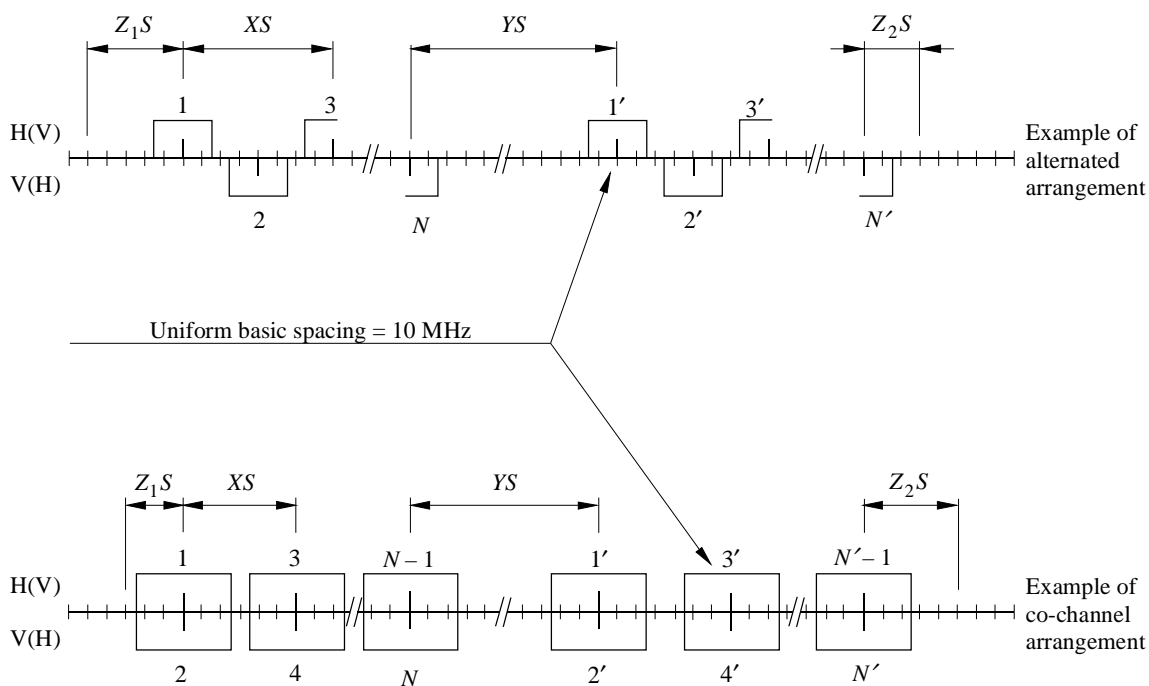 Z₁S XS YS Z₂S
1 3 1′ 3′
H(V)
V(H)
2 N 2′ N′
Example of
alternated
arrangement
Uniform basic spacing = 10 MHz
Z₁S XS YS Z₂S
1 3 N – 1 1′ 3′ N′ – 1
H(V)
V(H)
2 4 N 2′ 4′ N′
Example of
co-channel
arrangement